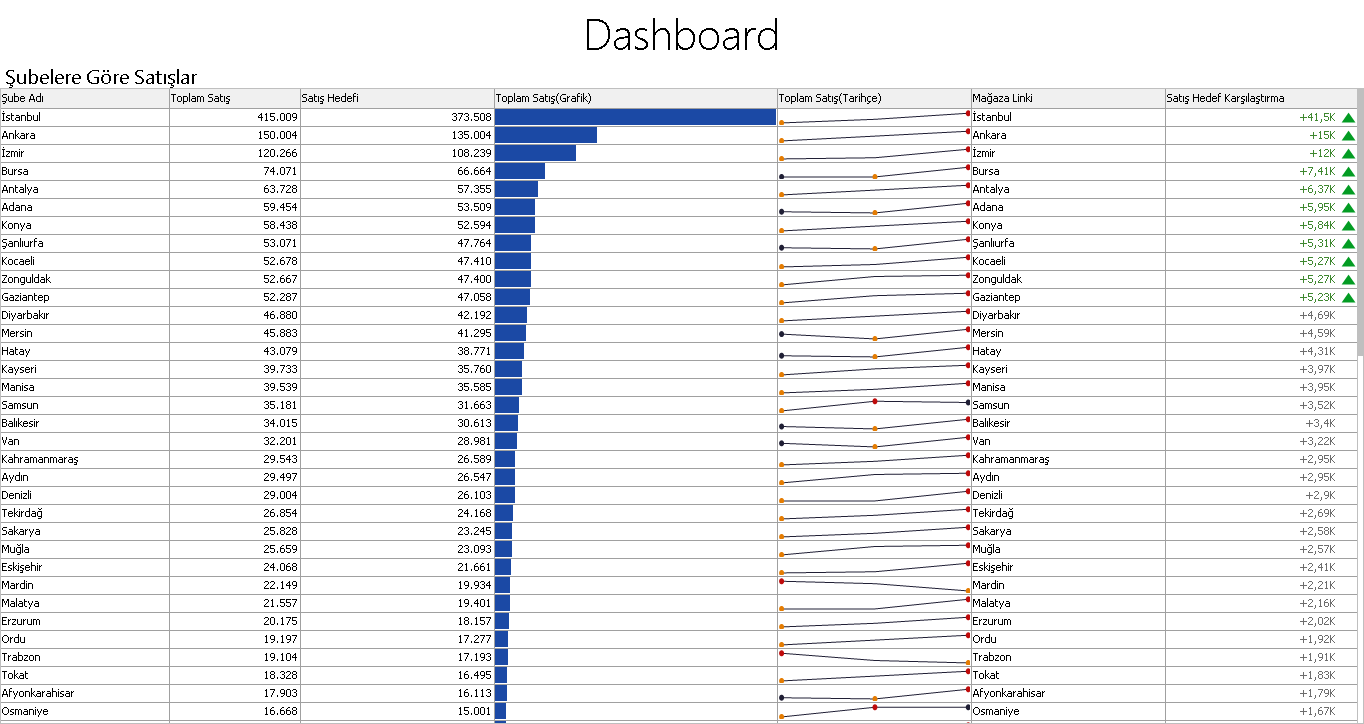 Dashboard
Şubelere Göre Satışlar
Şube Adı Toplam Satış Satış Hedefi Toplam Satış(Grafik) Toplam Satış(Tarihçe) Mağaza Linki Satış Hedef Karşılaştırma
İstanbul 415.009 373.508 İstanbul +41,5K
Ankara 150.004 135.004 Ankara +15K
İzmir 120.266 108.239 İzmir +12K
Bursa 74.071 66.664 Bursa +7,41K
Antalya 63.728 57.355 Antalya +6,37K
Adana 59.454 53.509 Adana +5,95K
Konya 58.438 52.594 Konya +5,84K
Şanlıurfa 53.071 47.764 Şanlıurfa +5,31K
Kocaeli 52.678 47.410 Kocaeli +5,27K
Zonguldak 52.667 47.400 Zonguldak +5,27K
Gaziantep 52.287 47.058 Gaziantep +5,23K
Diyarbakır 46.880 42.192 Diyarbakır +4,69K
Mersin 45.883 41.295 Mersin +4,59K
Hatay 43.079 38.771 Hatay +4,31K
Kayseri 39.733 35.760 Kayseri +3,97K
Manisa 39.539 35.585 Manisa +3,95K
Samsun 35.181 31.663 Samsun +3,52K
Balıkesir 34.015 30.613 Balıkesir +3,4K
Van 32.201 28.981 Van +3,22K
Kahramanmaraş 29.543 26.589 Kahramanmaraş +2,95K
Aydın 29.497 26.547 Aydın +2,95K
Denizli 29.004 26.103 Denizli +2,9K
Tekirdağ 26.854 24.168 Tekirdağ +2,69K
Sakarya 25.828 23.245 Sakarya +2,58K
Muğla 25.659 23.093 Muğla +2,57K
Eskişehir 24.068 21.661 Eskişehir +2,41K
Mardin 22.149 19.934 Mardin +2,21K
Malatya 21.557 19.401 Malatya +2,16K
Erzurum 20.175 18.157 Erzurum +2,02K
Ordu 19.197 17.277 Ordu +1,92K
Trabzon 19.104 17.193 Trabzon +1,91K
Tokat 18.328 16.495 Tokat +1,83K
Afyonkarahisar 17.903 16.113 Afyonkarahisar +1,79K
Osmaniye 16.668 15.001 Osmaniye +1,67K